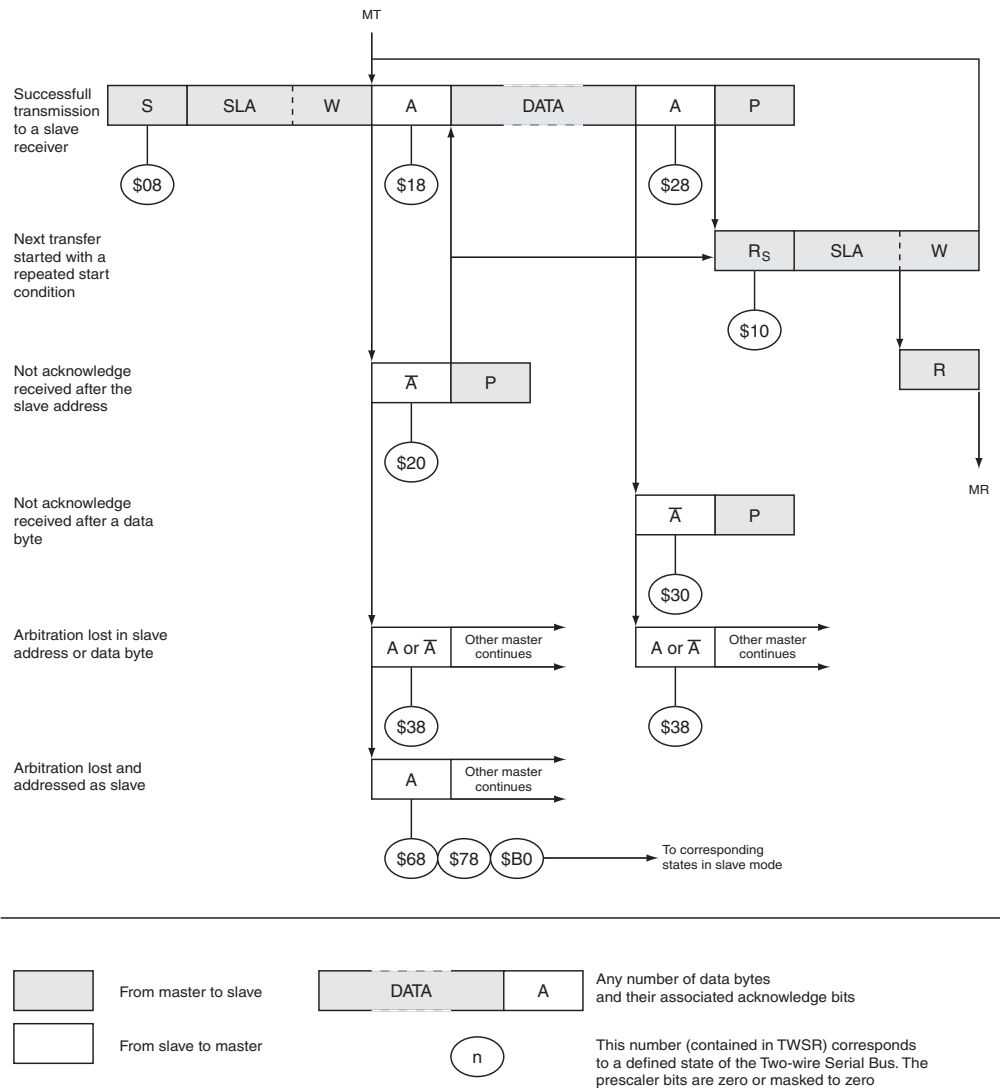 MT
Successfull
transmission
to a slave
receiver
S SLA W A DATA A P
$08 $18 $28
Next transfer
started with a
repeated start
condition
RS SLA W
$10
Not acknowledge
received after the
slave address
A̅ P
R
$20
MR
Not acknowledge
received after a data
byte
A̅ P
$30
Arbitration lost in slave
address or data byte
A or A̅ Other master
continues
A or A̅ Other master
continues
$38 $38
Arbitration lost and
addressed as slave
A Other master
continues
$68 $78 $B0
To corresponding
states in slave mode
From master to slave
DATA A
Any number of data bytes
and their associated acknowledge bits
From slave to master
n
This number (contained in TWSR) corresponds
to a defined state of the Two-wire Serial Bus. The
prescaler bits are zero or masked to zero